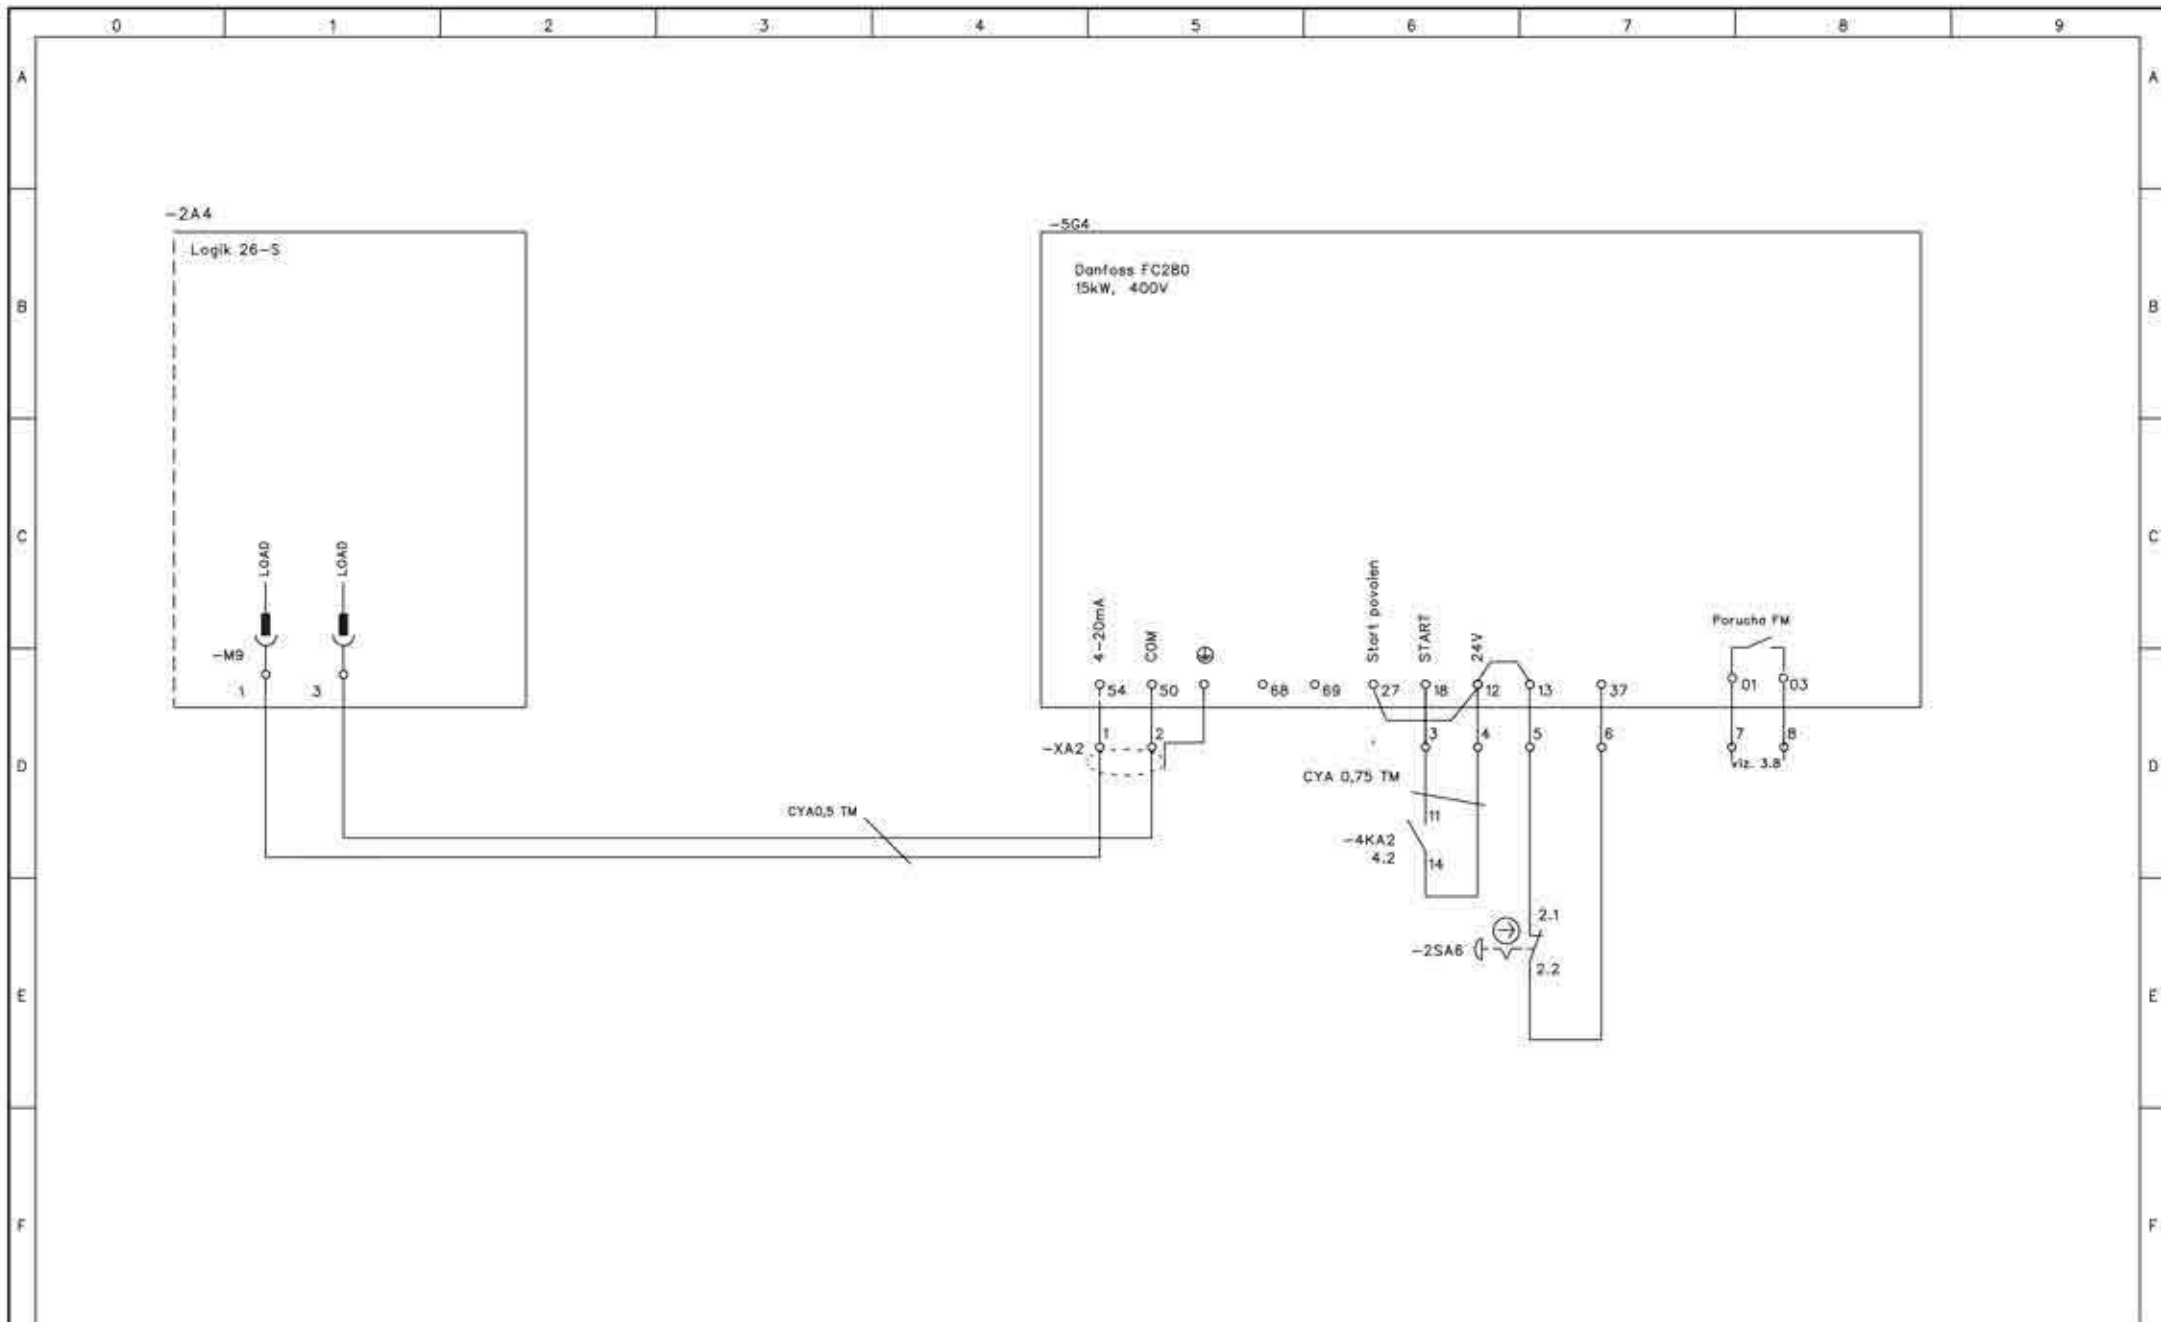 0 1 2 3 4 5 6 7 8 9
A A
-2A4
-5G4
Logik 26-S
Danfoss FC280
15kW, 400V
B B
C C
LOAD LOAD
4-20mA
COM
Start povolen
START
24V
Porucha FM
-M9
1 3
54 50 68 69 27 18 12 13 37 01 03
-XA2 1 2 3 4 5 6 7 8
viz. 3.8
D D
CYA 0,75 TM
CYA0,5 TM
11
-4KA2
4.2
14
2.1
-2SA6
2.2
E E
F F